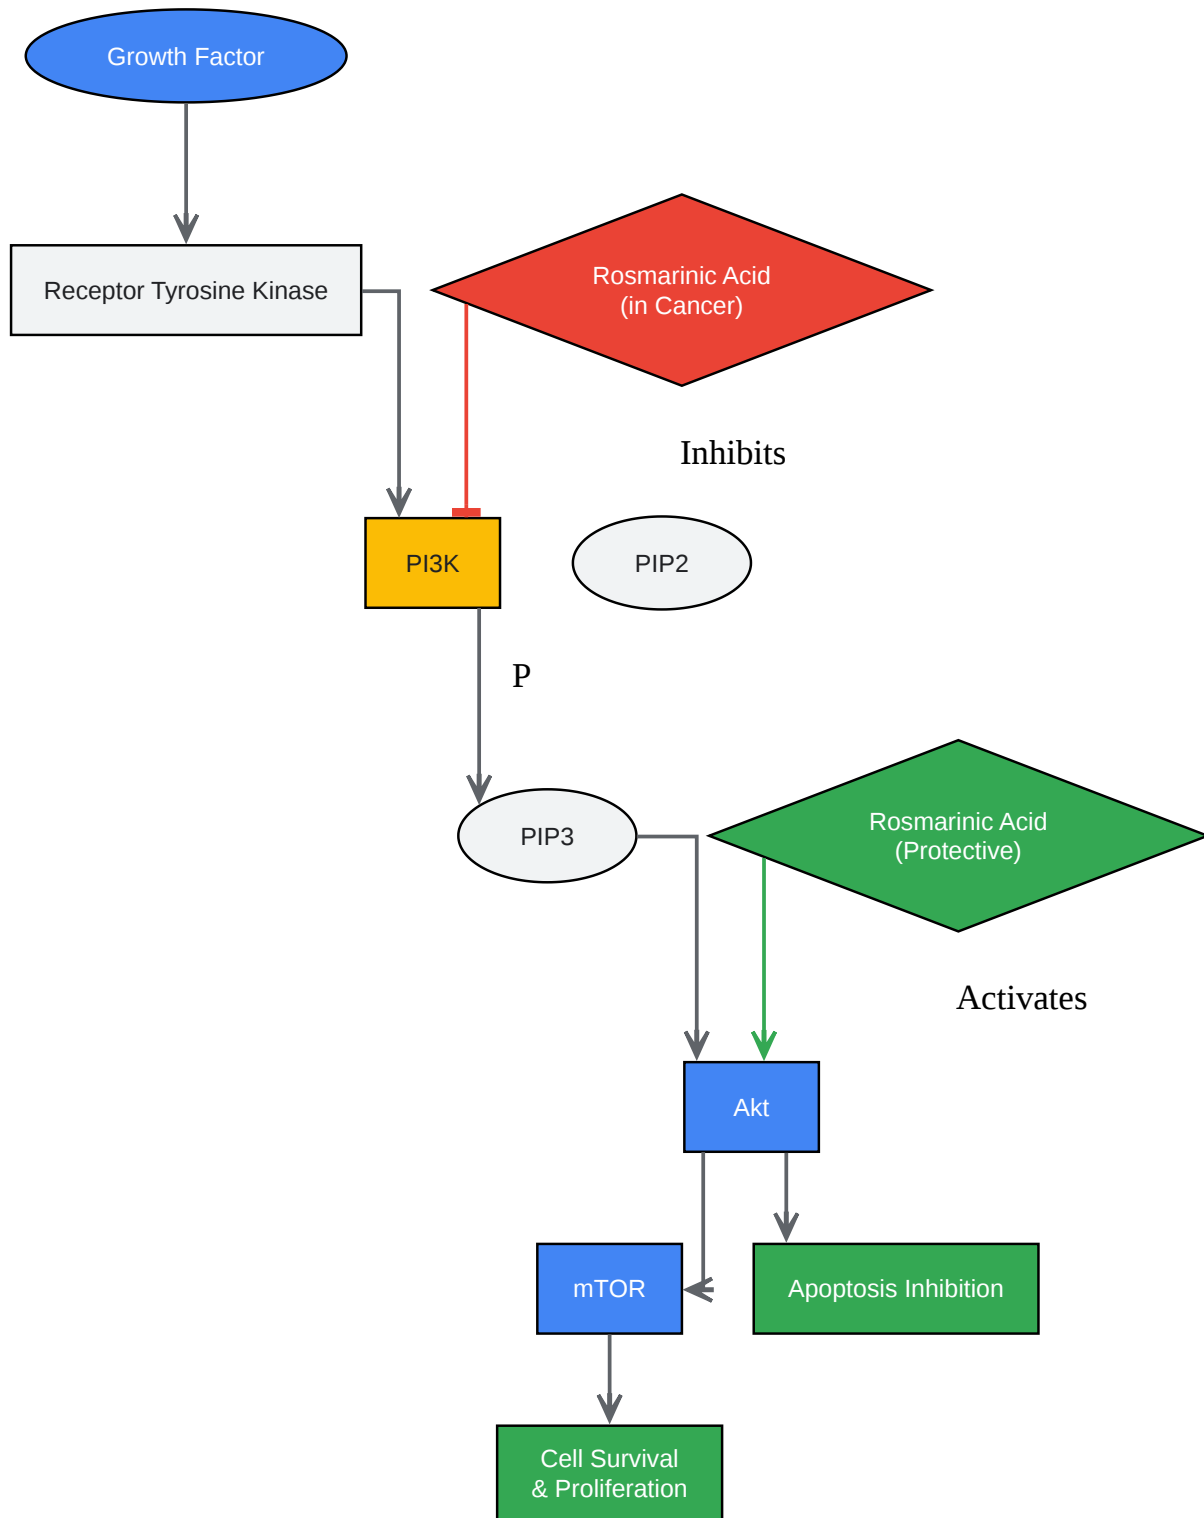 Growth Factor
Receptor Tyrosine Kinase
Rosmarinic Acid
(in Cancer)
Inhibits
PI3K
PIP2
P
PIP3
Rosmarinic Acid
(Protective)
Activates
Akt
mTOR
Apoptosis Inhibition
Cell Survival
& Proliferation